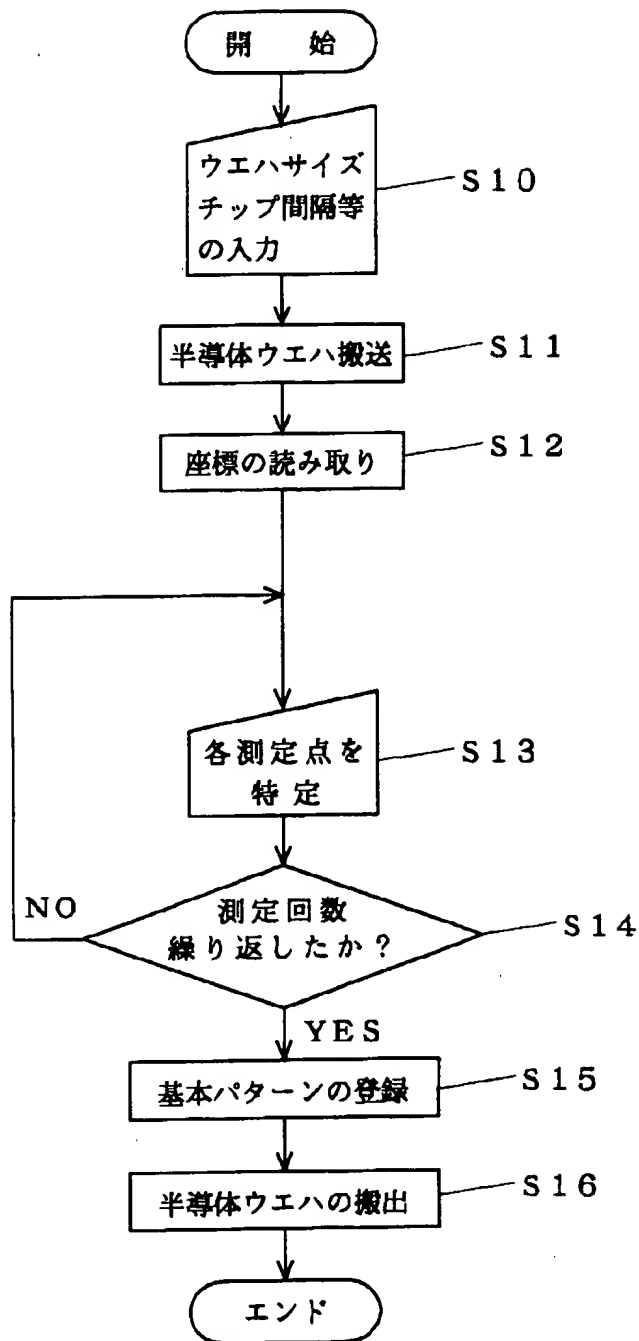 開 始
ウエハサイズ
チップ間隔等
の入力
S10
半導体ウエハ搬送
S11
座標の読み取り
S12
各測定点を
特定
S13
測定回数
繰り返したか？
S14
NO
YES
基本パターンの登録
S15
半導体ウエハの搬出
S16
エンド